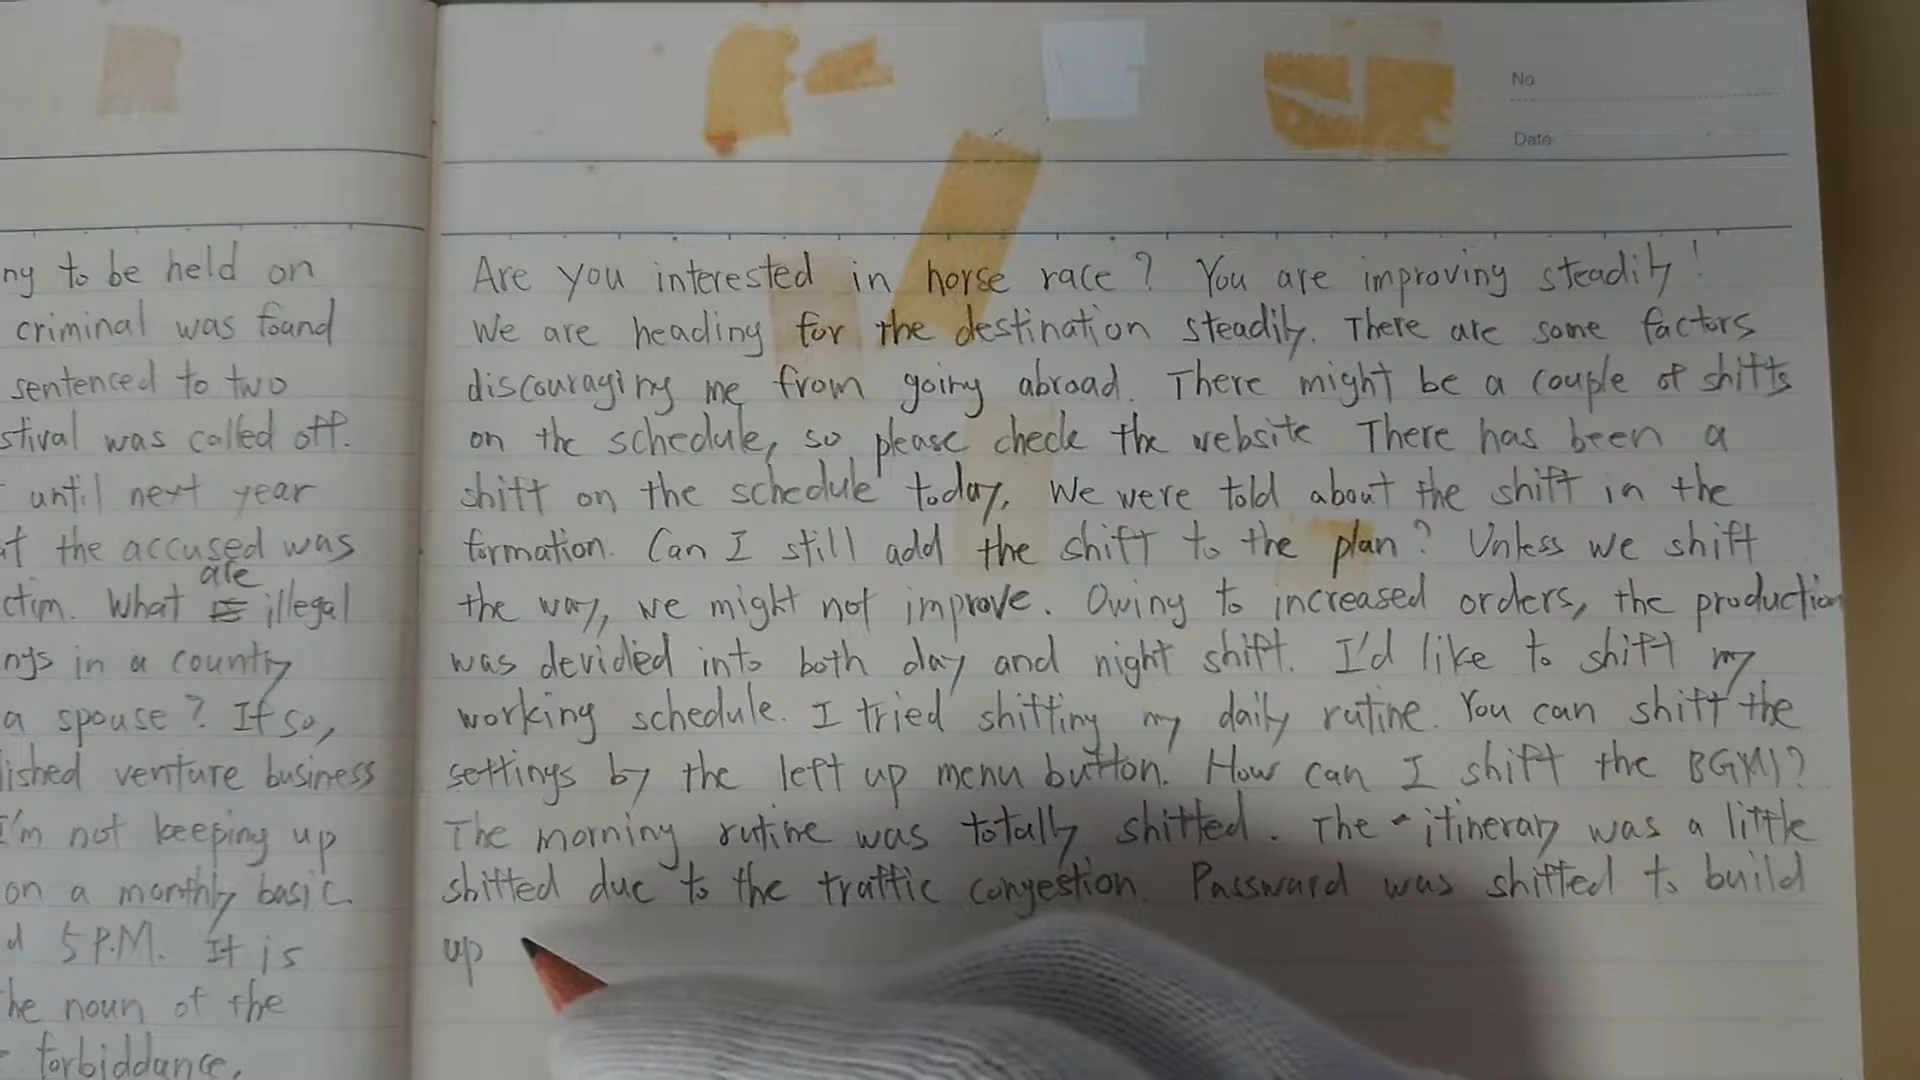 ny to be held on
criminal was found
sentenced to two
stival was called off.
until next year
the accused was
are
ctim. What illegal
ngs in a country
a spouse? If so,
lished venture business
I'm not keeping up
on a monthly basic.
d 5 P.M. It is
he noun of the
forbiddance.
No
Date
Are you interested in horse race? You are improving steadily!
We are heading for the destination steadily. There are some factors
discouraging me from going abroad. There might be a couple of shifts
on the schedule, so please check the website There has been a
shift on the schedule today. We were told about the shift in the
formation. Can I still add the shift to the plan? Unless we shift
the way, we might not improve. Owing to increased orders, the production
was devided into both day and night shift. I'd like to shift my
working schedule. I tried shifting my daily rutine. You can shift the
settings by the left up menu button. How can I shift the BGM?
The morning rutine was totally shifted. The itinerary was a little
shifted due to the traffic congestion. Passward was shifted to build
up